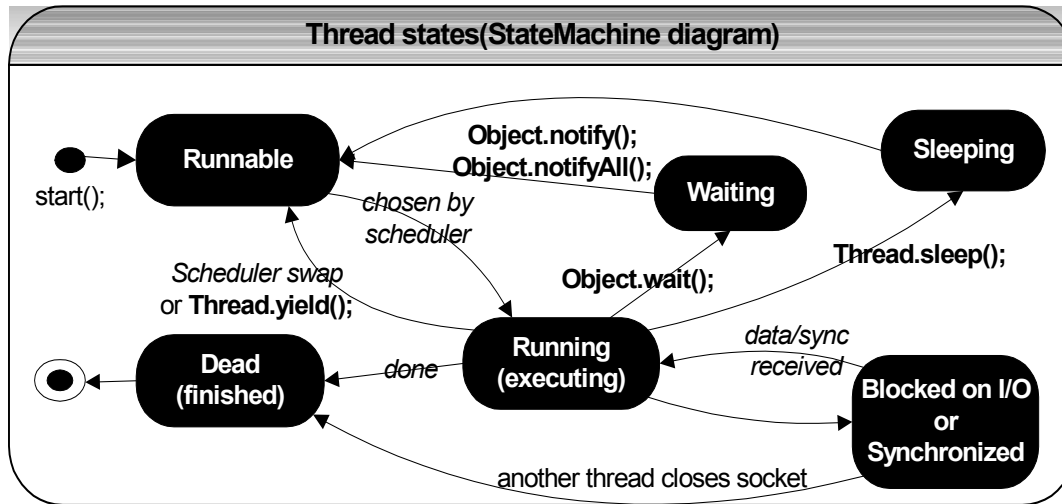 Thread states(StateMachine diagram)
Runnable
start();
Object.notify();
Object.notifyAll();
Sleeping
Waiting
chosen by
scheduler
Scheduler swap
or Thread.yield();
Object.wait();
Thread.sleep();
Dead
(finished)
done
Running
(executing)
data/sync
received
Blocked on I/O
or
Synchronized
another thread closes socket